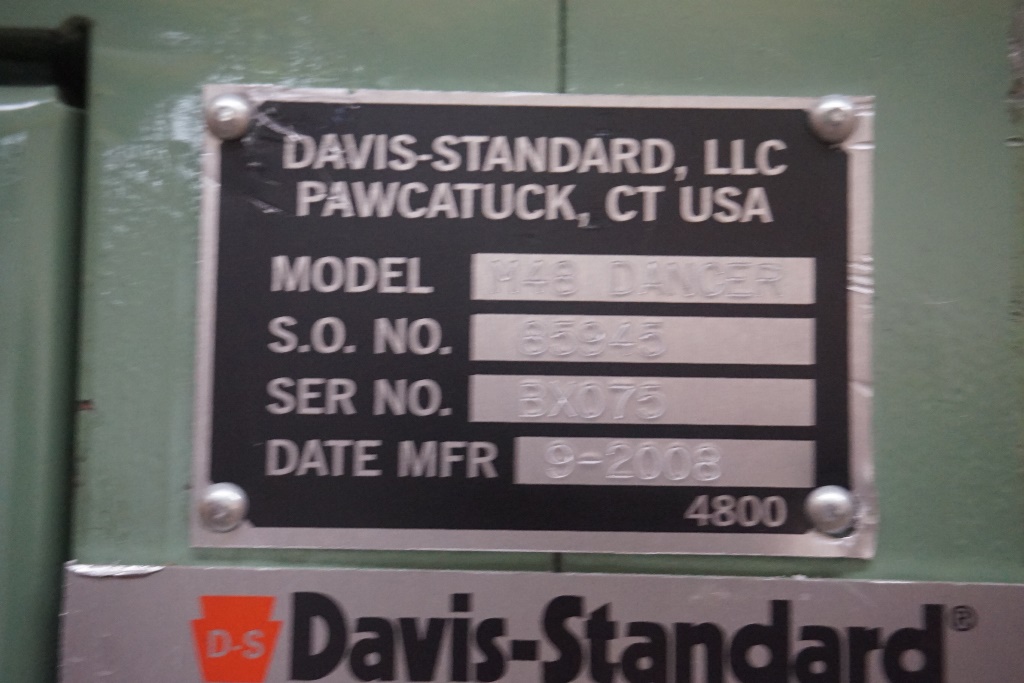 DAVIS-STANDARD, LLC
PAWCATUCK, CT USA
MODEL M48 DANCER
S.O. NO. 85945
SER NO. BX075
DATE MFR 9-2008
4800
D-S Davis-Standard®